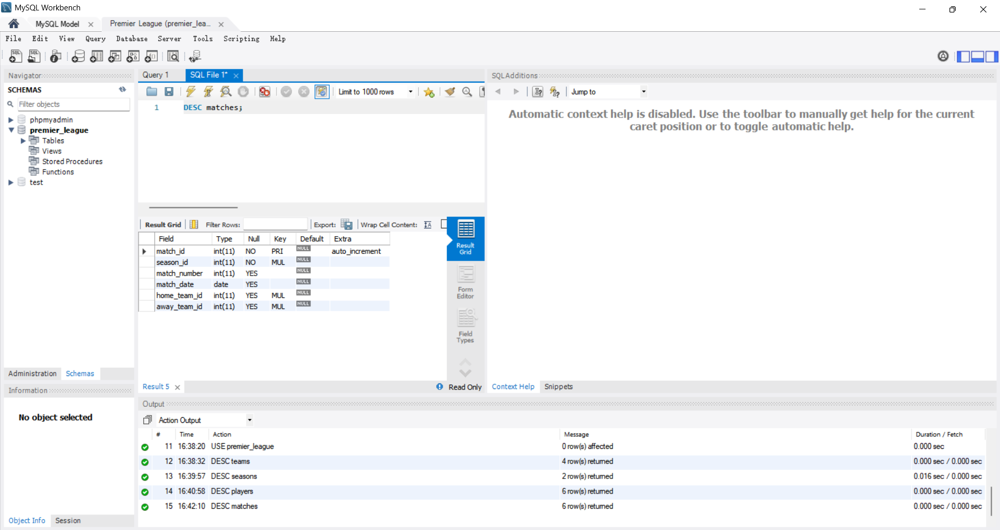 MySQL Workbench
MySQL Model
Premier League (premier_lea...
File Edit View Query Database Server Tools Scripting Help
Navigator
SCHEMAS
Filter objects
phpmyadmin
premier_league
Tables
Views
Stored Procedures
Functions
test
Administration Schemas
Information
No object selected
Object Info Session
Query 1 SQL File 1*
Limit to 1000 rows
1 DESC matches;
Result Grid Filter Rows: Export: Wrap Cell Content:
Field Type Null Key Default Extra
match_id int(11) NO PRI NULL auto_increment
season_id int(11) NO MUL NULL
match_number int(11) YES NULL
match_date date YES NULL
home_team_id int(11) YES MUL NULL
away_team_id int(11) YES MUL NULL
Result
Grid
Form
Editor
Field
Types
Result 5
Read Only
SQLAdditions
Jump to
Automatic context help is disabled. Use the toolbar to manually get help for the current
caret position or to toggle automatic help.
Context Help Snippets
Output
Action Output
# Time Action Message Duration / Fetch
11 16:38:20 USE premier_league 0 row(s) affected 0.000 sec
12 16:38:32 DESC teams 4 row(s) returned 0.000 sec / 0.000 sec
13 16:39:57 DESC seasons 2 row(s) returned 0.016 sec / 0.000 sec
14 16:40:58 DESC players 6 row(s) returned 0.000 sec / 0.000 sec
15 16:42:10 DESC matches 6 row(s) returned 0.000 sec / 0.000 sec